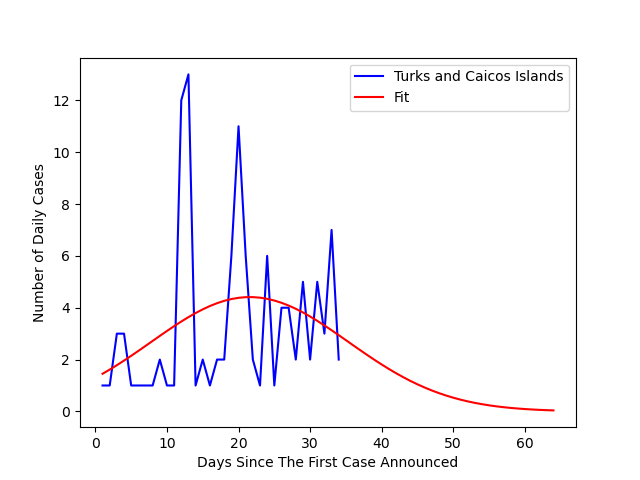 Turks and Caicos Islands
Fit
Number of Daily Cases
12
10
8
6
4
2
0
0 10 20 30 40 50 60
Days Since The First Case Announced